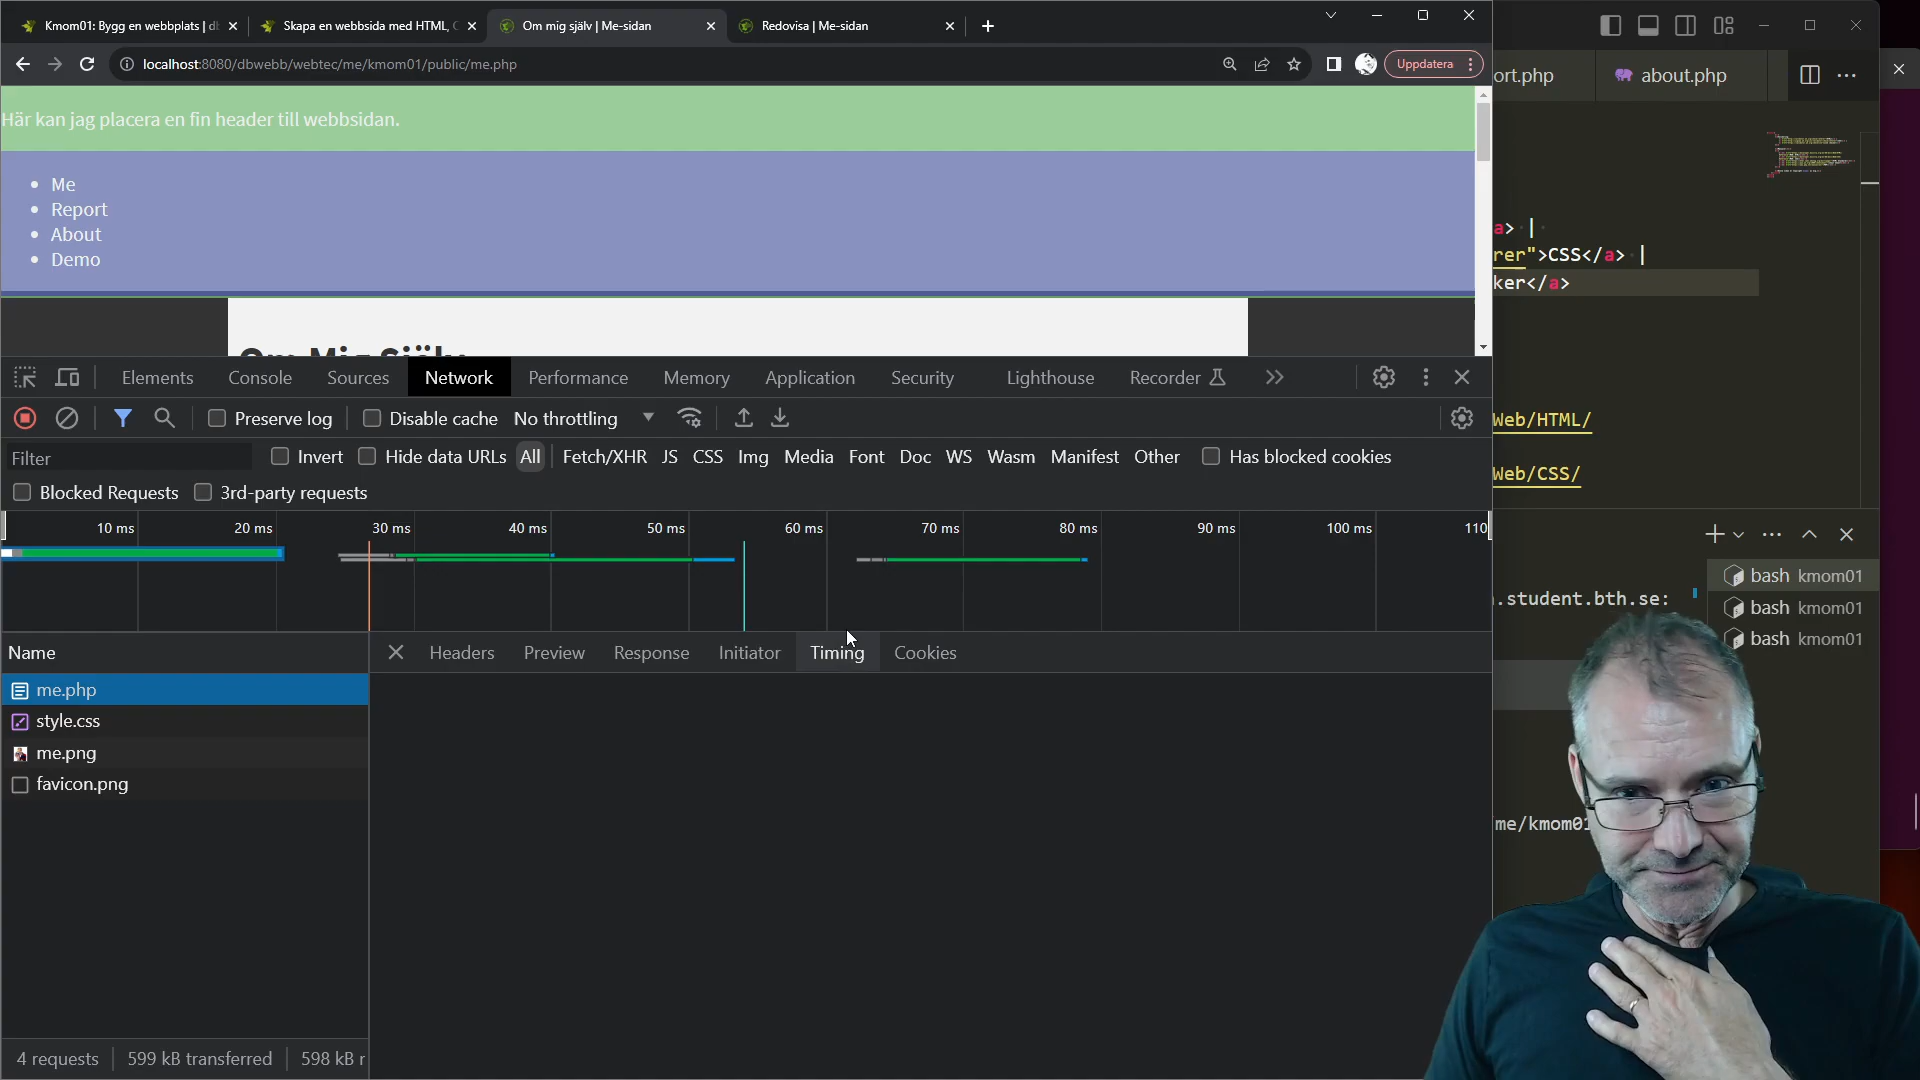 Kmom01: Bygg en webbplats | d
Skapa en webbsida med HTML, C
Om mig själv | Me-sidan
Redovisa | Me-sidan
localhost:8080/dbwebb/webtec/me/kmom01/public/me.php
Uppdatera
Här kan jag placera en fin header till webbsidan.
Me
Report
About
Demo
Om Mig Själv
Elements Console Sources Network Performance Memory Application Security Lighthouse Recorder
Preserve log Disable cache No throttling
Filter Invert Hide data URLs All Fetch/XHR JS CSS Img Media Font Doc WS Wasm Manifest Other Has blocked cookies
Blocked Requests 3rd-party requests
10 ms 20 ms 30 ms 40 ms 50 ms 60 ms 70 ms 80 ms 90 ms 100 ms 110
Name
Headers Preview Response Initiator Timing Cookies
me.php
style.css
me.png
favicon.png
4 requests 599 kB transferred 598 kB r
ort.php about.php
a> |
rer">CSS</a> |
ker</a>
Web/HTML/
Web/CSS/
bash kmom01
.student.bth.se:
bash kmom01
bash kmom01
/me/kmom01